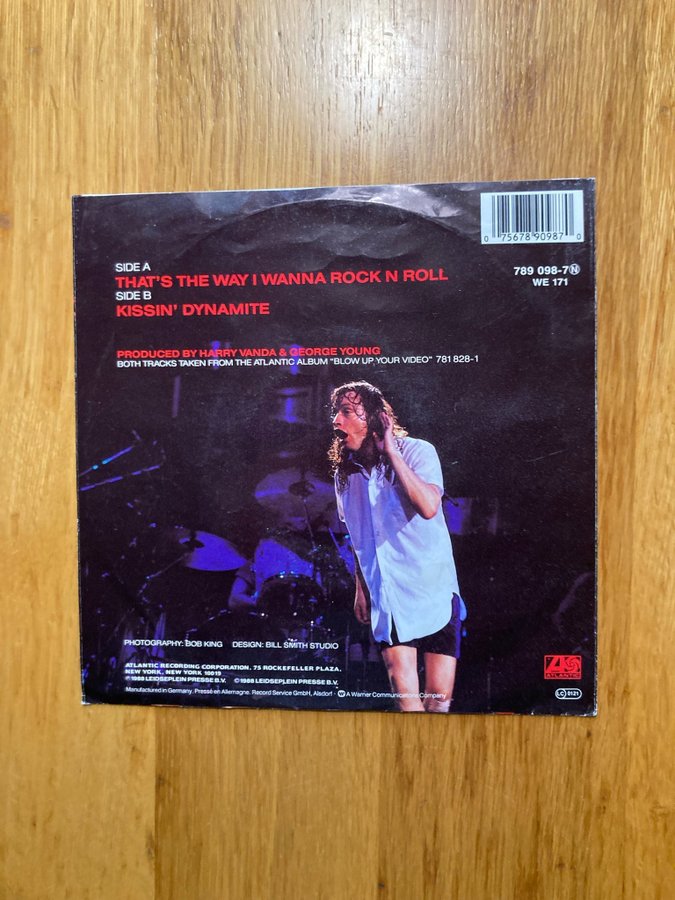 0 75678 90987 0
789 098-7 N
WE 171
SIDE A
THAT'S THE WAY I WANNA ROCK N ROLL
SIDE B
KISSIN' DYNAMITE
PRODUCED BY HARRY VANDA & GEORGE YOUNG
BOTH TRACKS TAKEN FROM THE ATLANTIC ALBUM "BLOW UP YOUR VIDEO" 781 828-1
PHOTOGRAPHY: BOB KING DESIGN: BILL SMITH STUDIO
ATLANTIC RECORDING CORPORATION. 75 ROCKEFELLER PLAZA.
NEW YORK, NEW YORK 10019
℗ 1988 LEIDSEPLEIN PRESSE B.V. © 1988 LEIDSEPLEIN PRESSE B.V.
Manufactured in Germany. Pressé en Allemagne. Record Service GmbH, Alsdorf · W A Warner Communications Company
ATLANTIC
LC 0121